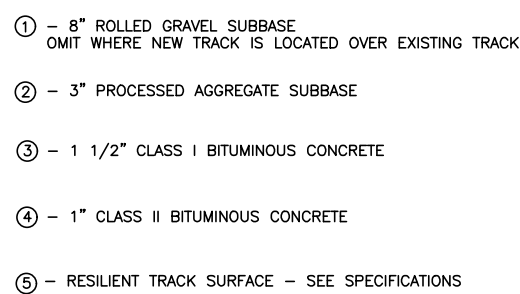 ① – 8" ROLLED GRAVEL SUBBASE
OMIT WHERE NEW TRACK IS LOCATED OVER EXISTING TRACK
② – 3" PROCESSED AGGREGATE SUBBASE
③ – 1 1/2" CLASS I BITUMINOUS CONCRETE
④ – 1" CLASS II BITUMINOUS CONCRETE
⑤ – RESILIENT TRACK SURFACE – SEE SPECIFICATIONS